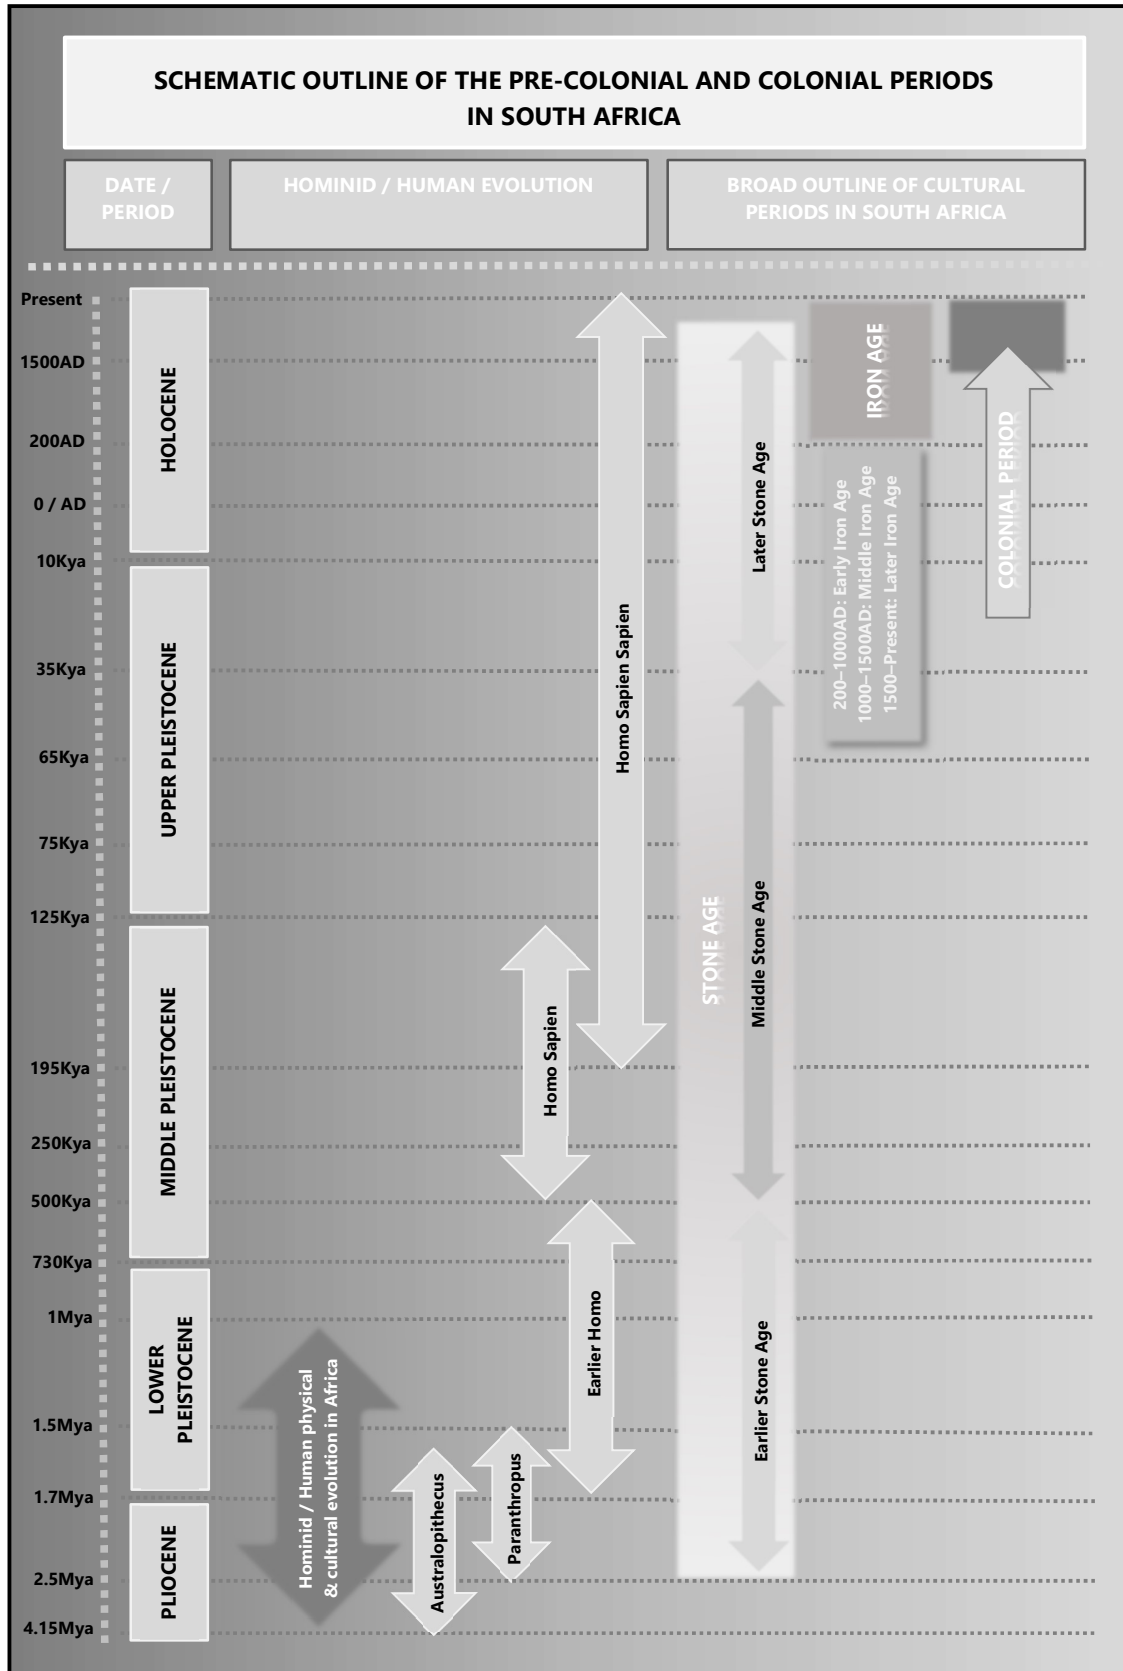 SCHEMATIC OUTLINE OF THE PRE-COLONIAL AND COLONIAL PERIODS
IN SOUTH AFRICA
DATE /
PERIOD
HOMINID / HUMAN EVOLUTION
BROAD OUTLINE OF CULTURAL
PERIODS IN SOUTH AFRICA
Present
1500AD
200AD
0 / AD
10Kya
35Kya
65Kya
75Kya
125Kya
195Kya
250Kya
500Kya
730Kya
1Mya
1.5Mya
1.7Mya
2.5Mya
4.15Mya
HOLOCENE
UPPER PLEISTOCENE
MIDDLE PLEISTOCENE
LOWER
PLEISTOCENE
PLIOCENE
Hominid / Human physical
& cultural evolution in Africa
Australopithecus
Paranthropus
Earlier Homo
Homo Sapien
Homo Sapien Sapien
STONE AGE
Later Stone Age
Middle Stone Age
Earlier Stone Age
IRON AGE
200–1000AD: Early Iron Age
1000–1500AD: Middle Iron Age
1500–Present: Later Iron Age
COLONIAL PERIOD